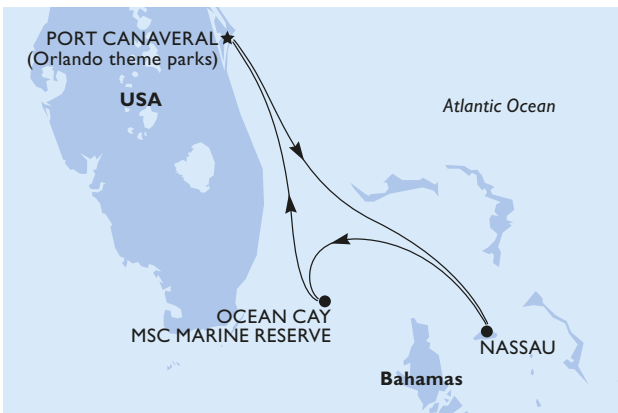 PORT CANAVERAL
(Orlando theme parks)
USA
Atlantic Ocean
OCEAN CAY
MSC MARINE RESERVE
NASSAU
Bahamas